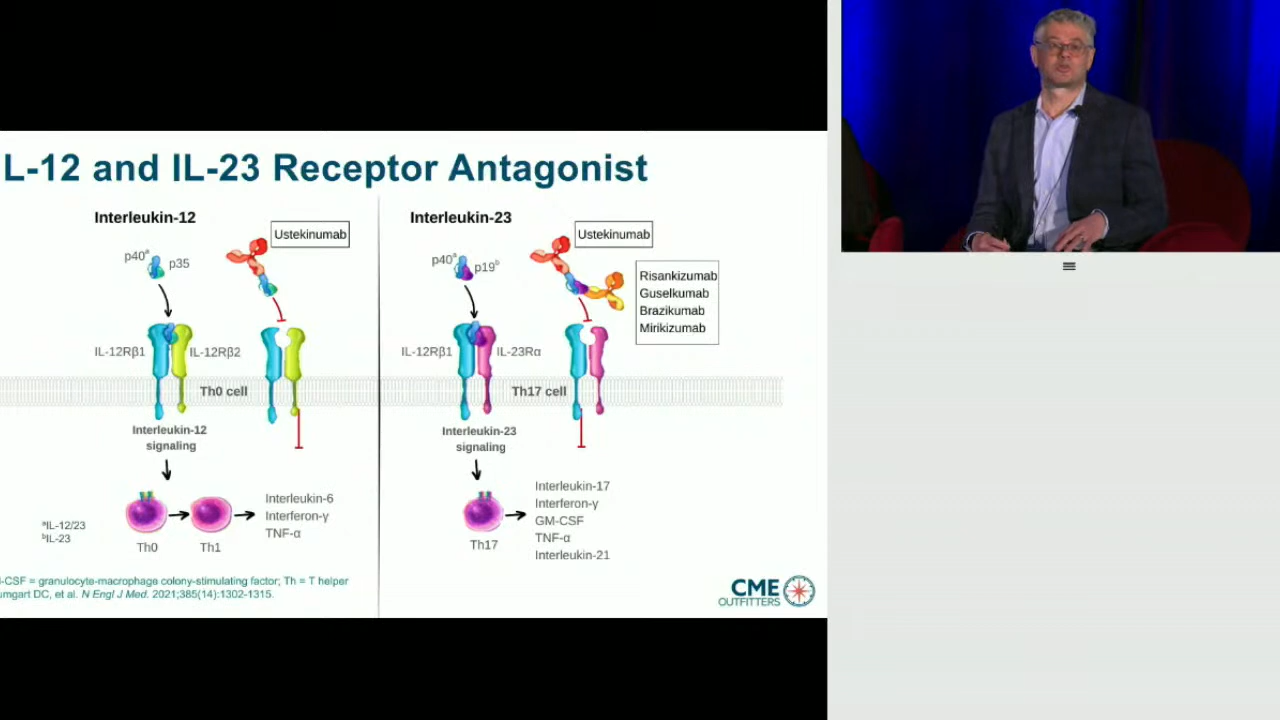 L-12 and IL-23 Receptor Antagonist
Interleukin-12
Ustekinumab
p40ᵃ
p35
IL-12Rβ1
IL-12Rβ2
Th0 cell
Interleukin-12
signaling
Th0
Th1
Interleukin-6
Interferon-γ
TNF-α
ᵃIL-12/23
ᵇIL-23
Interleukin-23
Ustekinumab
p40ᵃ
p19ᵇ
Risankizumab
Guselkumab
Brazikumab
Mirikizumab
IL-12Rβ1
IL-23Rα
Th17 cell
Interleukin-23
signaling
Th17
Interleukin-17
Interferon-γ
GM-CSF
TNF-α
Interleukin-21
-CSF = granulocyte-macrophage colony-stimulating factor; Th = T helper
umgart DC, et al. N Engl J Med. 2021;385(14):1302-1315.
CME
OUTFITTERS